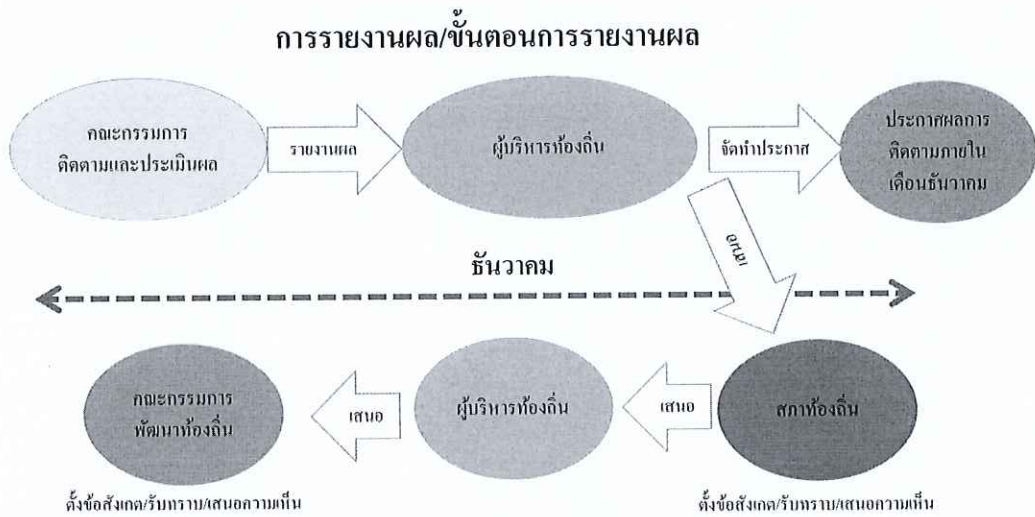 การรายงานผล/ขั้นตอนการรายงานผล
คณะกรรมการ
ติดตามและประเมินผล
รายงานผล
ผู้บริหารท้องถิ่น
จัดทำประกาศ
ประกาศผลการ
ติดตามภายใน
เดือนธันวาคม
เสนอ
ธันวาคม
คณะกรรมการ
พัฒนาท้องถิ่น
เสนอ
ผู้บริหารท้องถิ่น
เสนอ
สภาท้องถิ่น
ตั้งข้อสังเกต/รับทราบ/เสนอความเห็น
ตั้งข้อสังเกต/รับทราบ/เสนอความเห็น